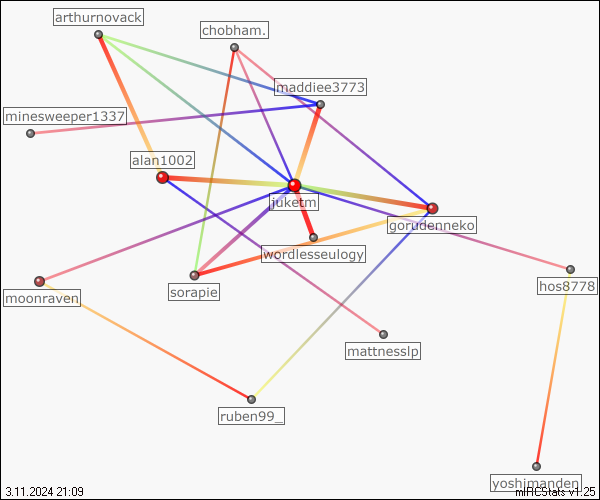 arthurnovack
chobham.
maddiee3773
minesweeper1337
alan1002
juketm
gorudenneko
wordlesseulogy
hos8778
sorapie
moonraven
mattnesslp
ruben99_
yoshimanden
3.11.2024 21:09
mIRCStats v1.25